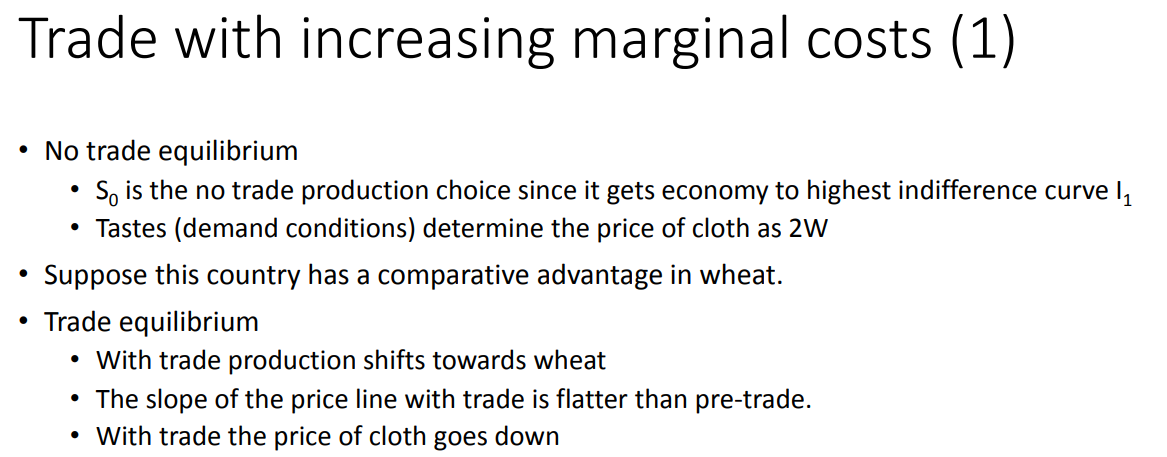 Trade with increasing marginal costs (1)
• No trade equilibrium
• S₀ is the no trade production choice since it gets economy to highest indifference curve I₁
• Tastes (demand conditions) determine the price of cloth as 2W
• Suppose this country has a comparative advantage in wheat.
• Trade equilibrium
• With trade production shifts towards wheat
• The slope of the price line with trade is flatter than pre-trade.
• With trade the price of cloth goes down